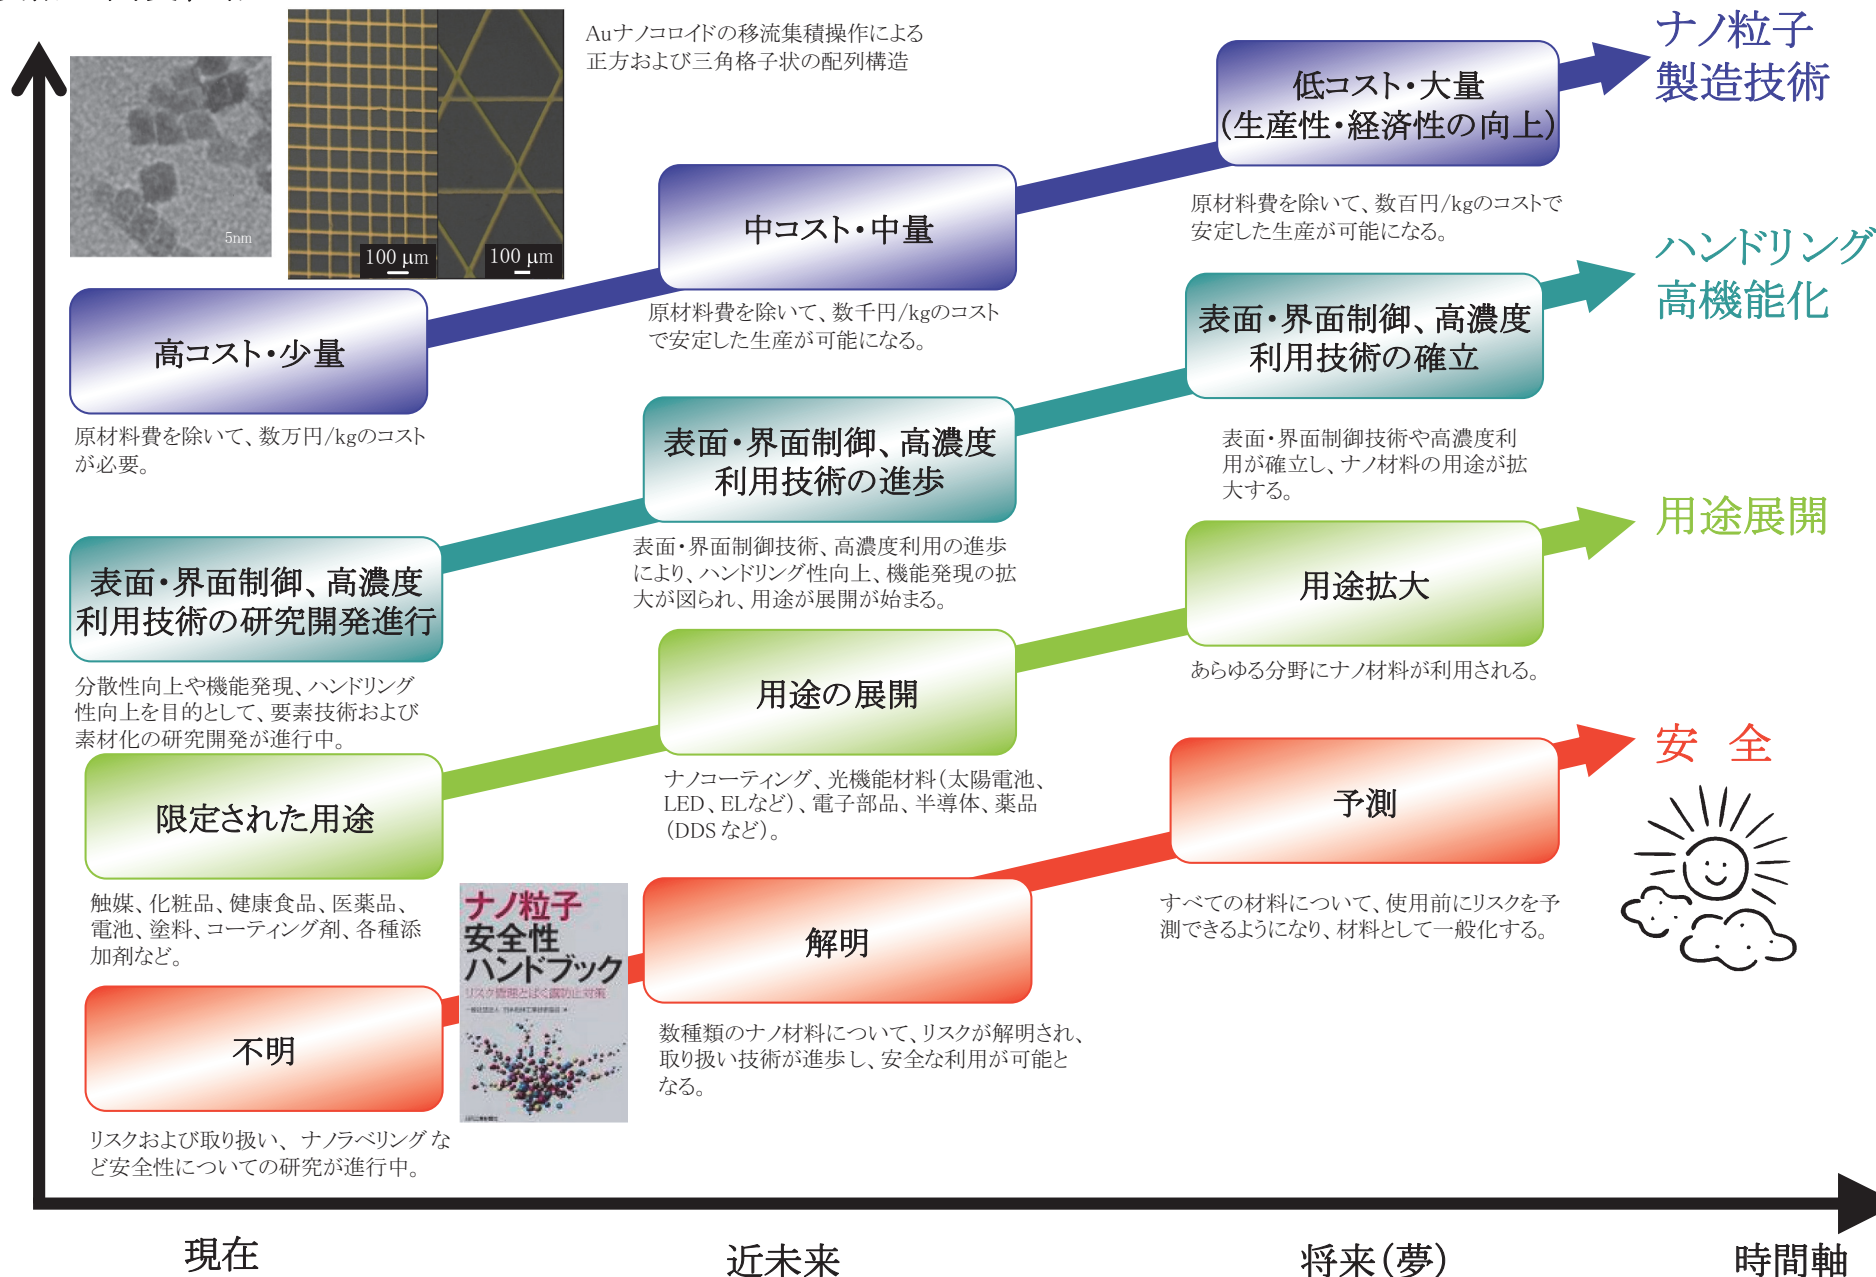 Auナノコロイドの移流集積操作による
正方および三角格子状の配列構造
5nm
100 μm
100 μm
ナノ粒子
製造技術
低コスト・大量
(生産性・経済性の向上)
原材料費を除いて、数百円/kgのコストで
安定した生産が可能になる。
中コスト・中量
原材料費を除いて、数千円/kgのコスト
で安定した生産が可能になる。
高コスト・少量
原材料費を除いて、数万円/kgのコスト
が必要。
ハンドリング
高機能化
表面・界面制御、高濃度
利用技術の確立
表面・界面制御技術や高濃度利
用が確立し、ナノ材料の用途が拡
大する。
表面・界面制御、高濃度
利用技術の進歩
表面・界面制御技術、高濃度利用の進歩
により、ハンドリング性向上、機能発現の拡
大が図られ、用途が展開が始まる。
表面・界面制御、高濃度
利用技術の研究開発進行
分散性向上や機能発現、ハンドリング
性向上を目的として、要素技術および
素材化の研究開発が進行中。
用途展開
用途拡大
あらゆる分野にナノ材料が利用される。
用途の展開
ナノコーティング、光機能材料(太陽電池、
LED、ELなど)、電子部品、半導体、薬品
(DDS など)。
限定された用途
触媒、化粧品、健康食品、医薬品、
電池、塗料、コーティング剤、各種添
加剤など。
安 全
予測
すべての材料について、使用前にリスクを予
測できるようになり、材料として一般化する。
解明
数種類のナノ材料について、リスクが解明され、
取り扱い技術が進歩し、安全な利用が可能と
なる。
ナノ粒子
安全性
ハンドブック
リスク管理とばく露防止対策
不明
リスクおよび取り扱い、 ナノラベリング な
ど安全性についての研究が進行中。
現在
近未来
将来(夢)
時間軸